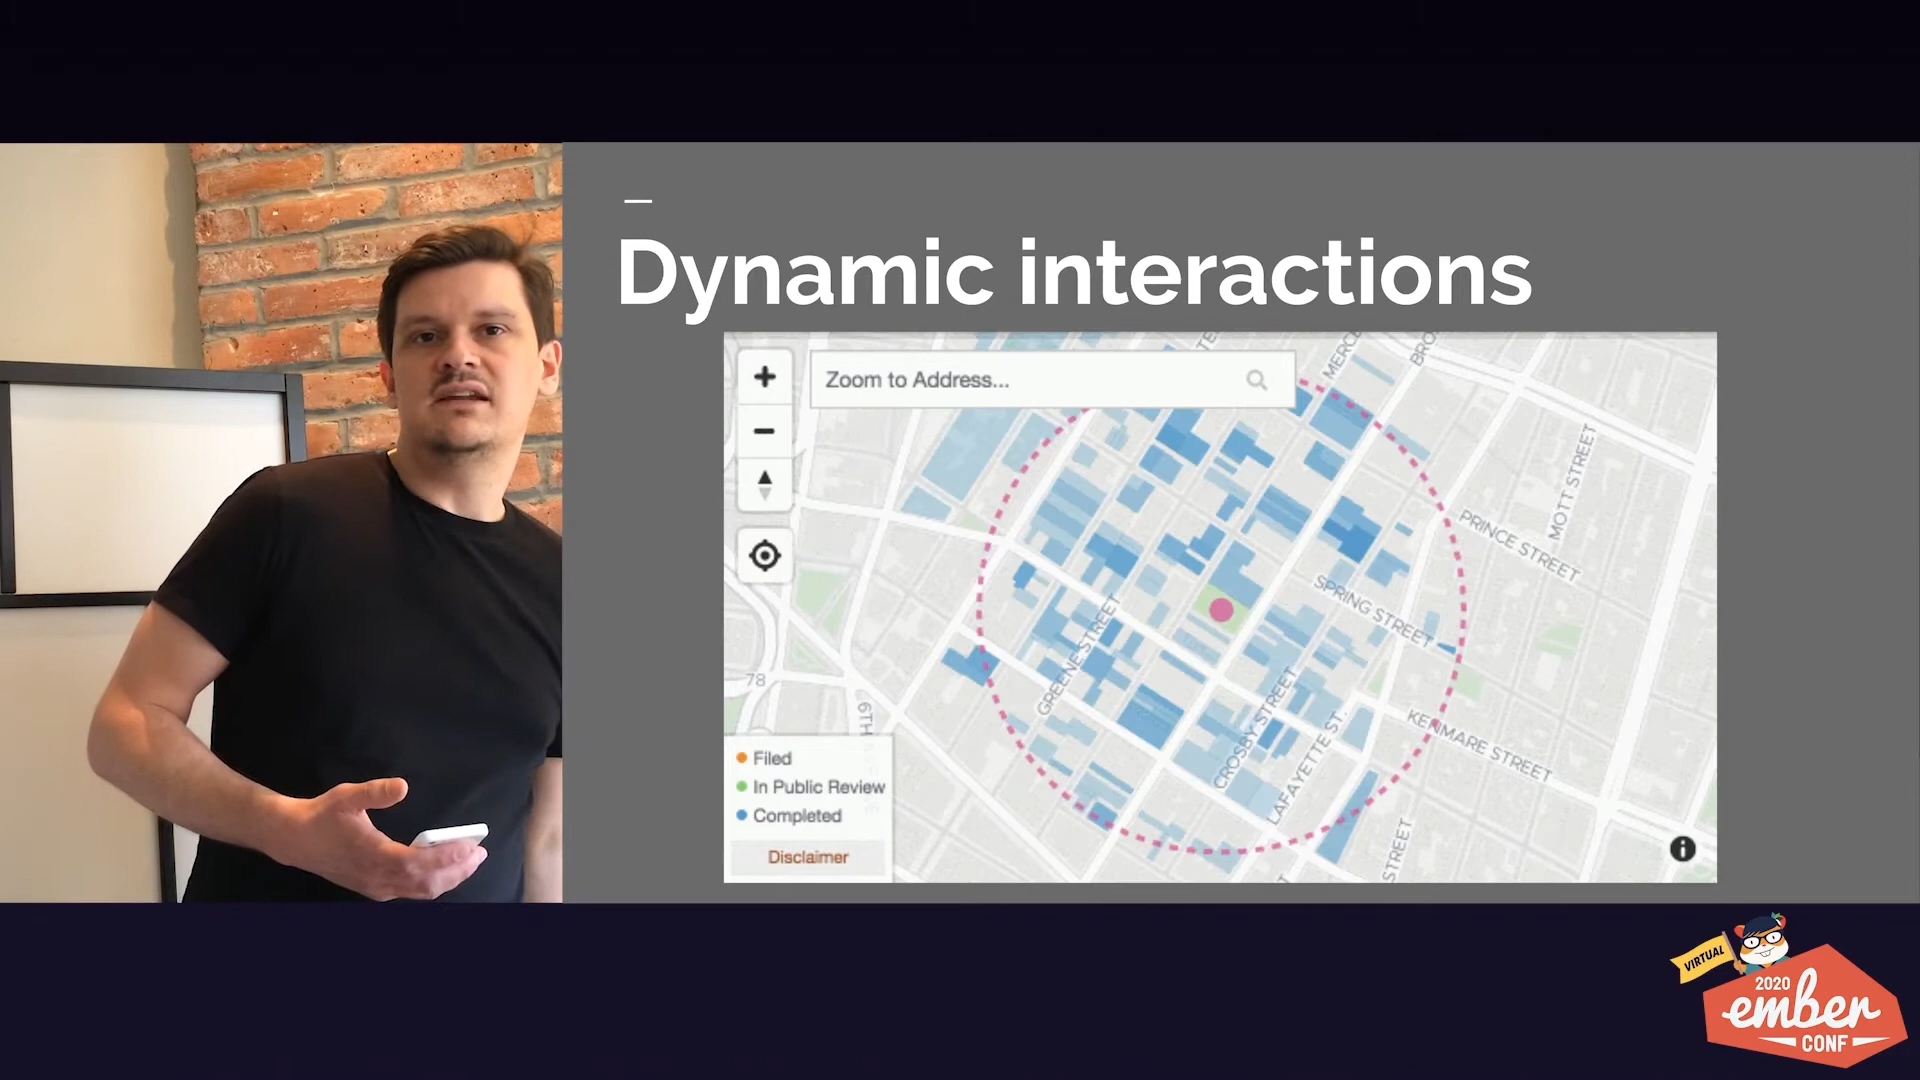 Dynamic interactions
Zoom to Address...
MERC
BRO
MOTT STREET
PRINCE STREET
SPRING STREET
GREENE STREET
78
6TH
CROSBY STREET
LAFAYETTE ST.
KENMARE STREET
STREET
Filed
In Public Review
Completed
Disclaimer
VIRTUAL
2020
ember
CONF